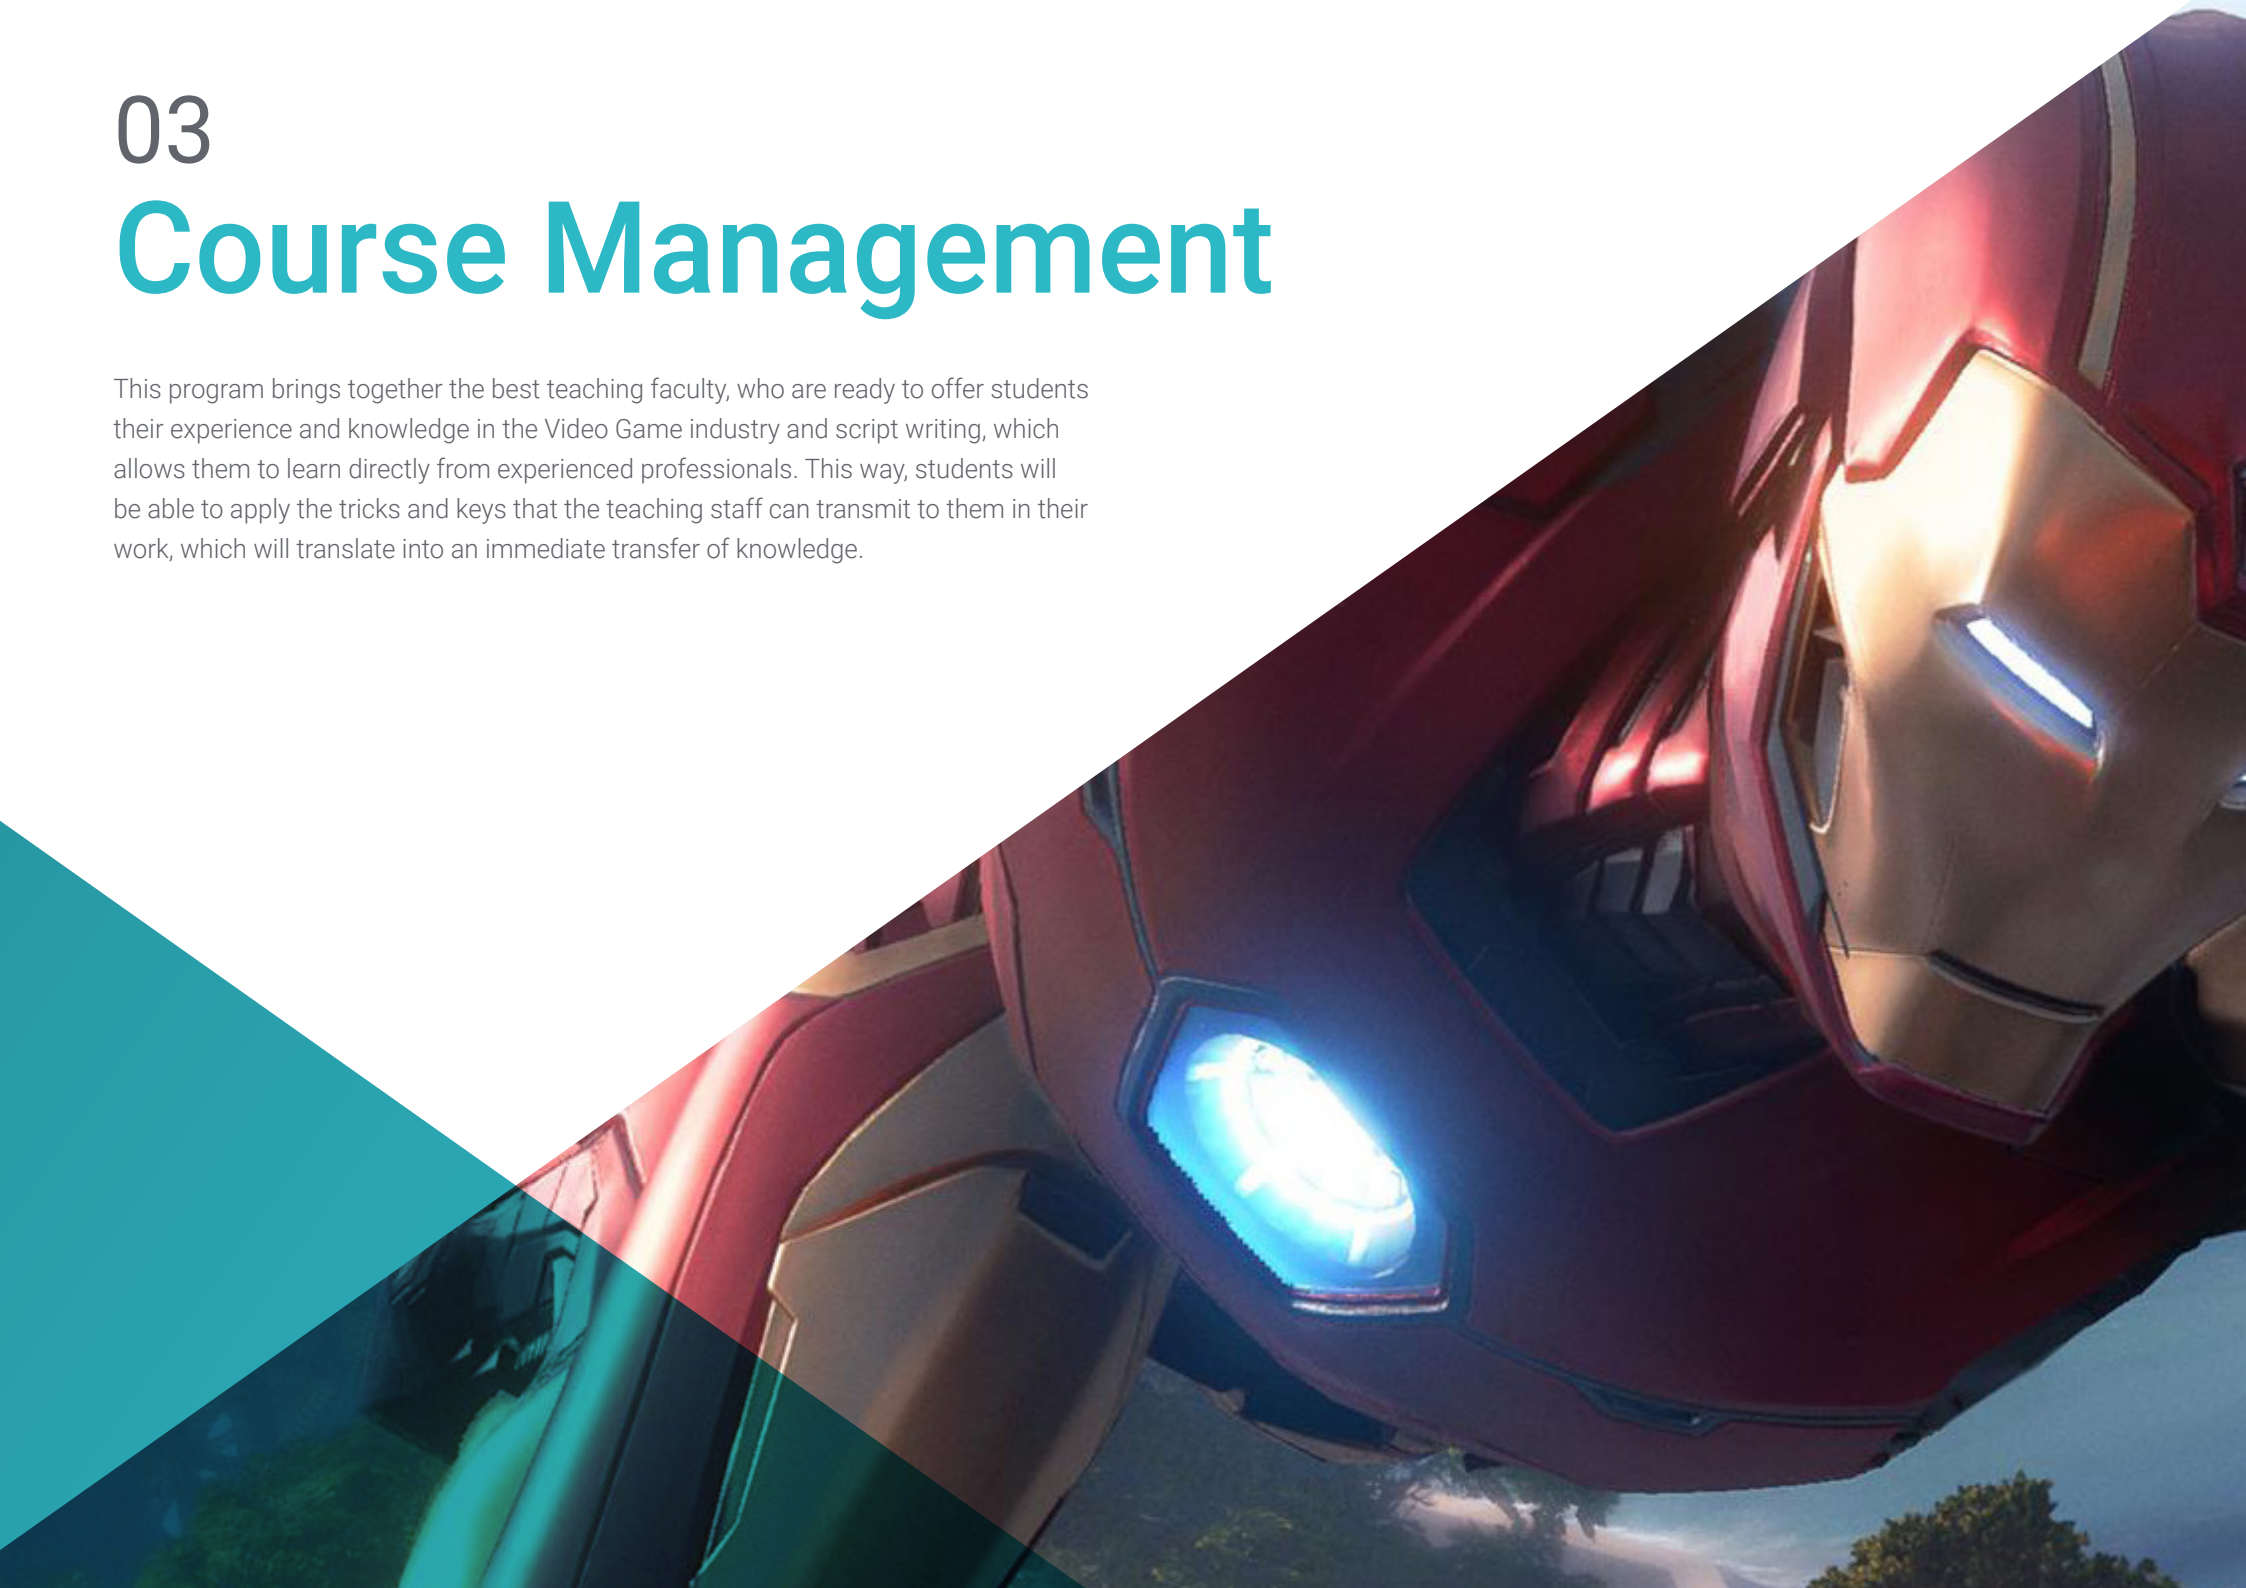 03
Course Management
This program brings together the best teaching faculty, who are ready to offer students
their experience and knowledge in the Video Game industry and script writing, which
allows them to learn directly from experienced professionals. This way, students will
be able to apply the tricks and keys that the teaching staff can transmit to them in their
work, which will translate into an immediate transfer of knowledge.